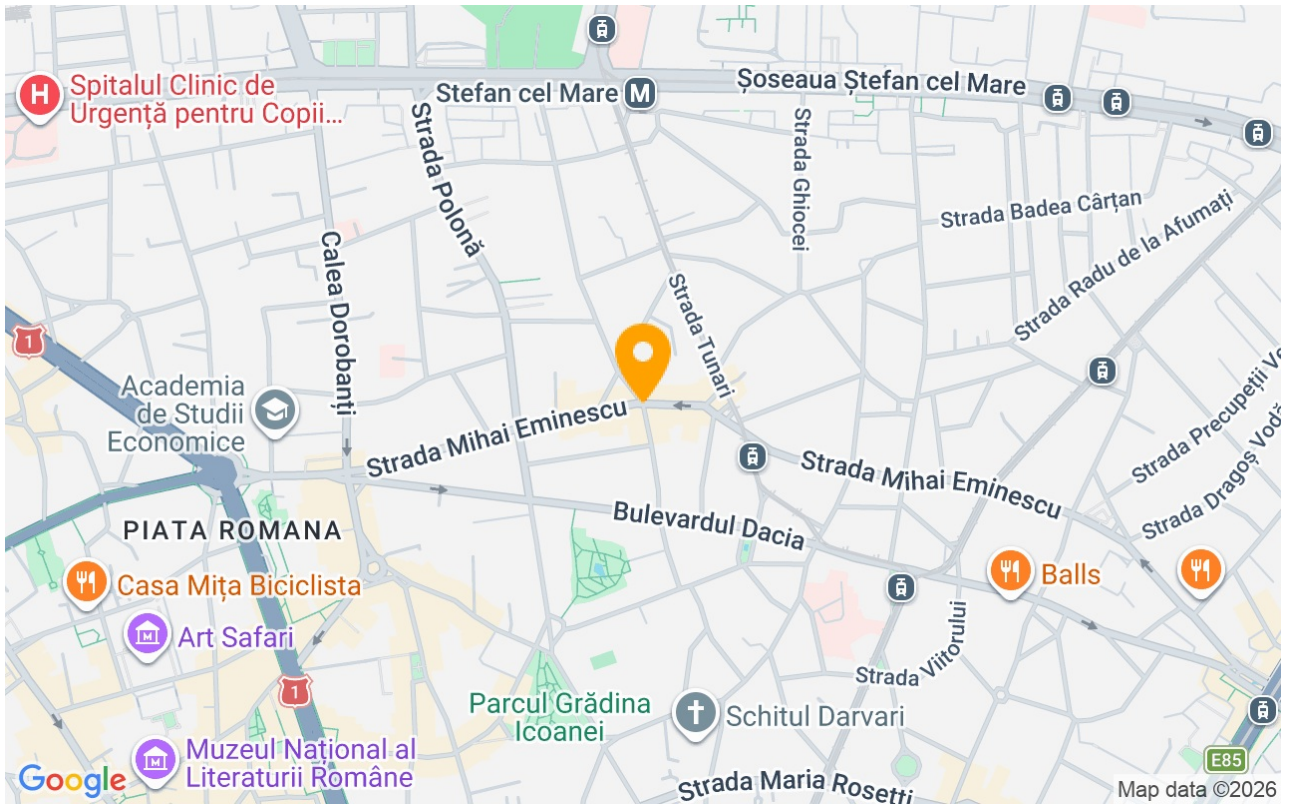 H
Spitalul Clinic de
Urgență pentru Copii...
Stefan cel Mare
M
Șoseaua Ștefan cel Mare
Strada Polonă
Strada Ghiocei
Strada Badea Cârțan
Strada Radu de la Afumați
Calea Dorobanți
Strada Tunari
1
Academia
de Studii
Economice
Strada Mihai Eminescu
Strada Mihai Eminescu
Strada Precupeții Ve
Strada Dragoș Vodă
PIATA ROMANA
Bulevardul Dacia
Casa Mița Biciclista
Balls
Art Safari
Strada Viitorului
1
Parcul Grădina
Icoanei
Schitul Darvari
Muzeul Național al
Literaturii Române
Strada Maria Rosetti
E85
Google
Map data ©2026